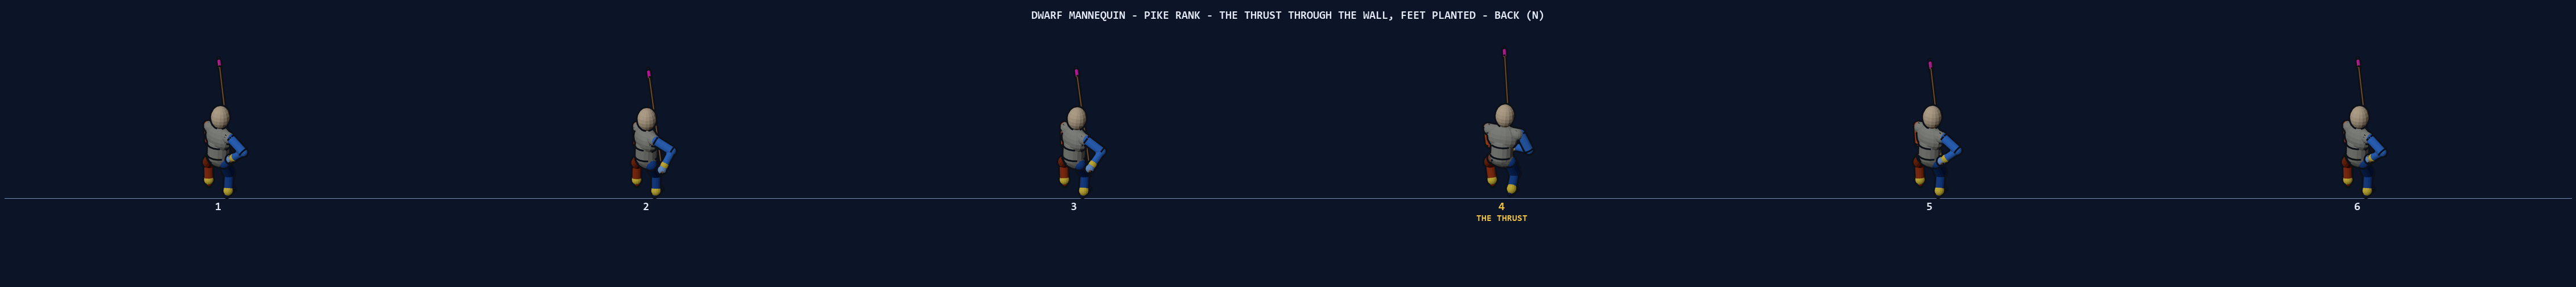 DWARF MANNEQUIN - PIKE RANK - THE THRUST THROUGH THE WALL, FEET PLANTED - BACK (N)
1 2 3 4 5 6
THE THRUST